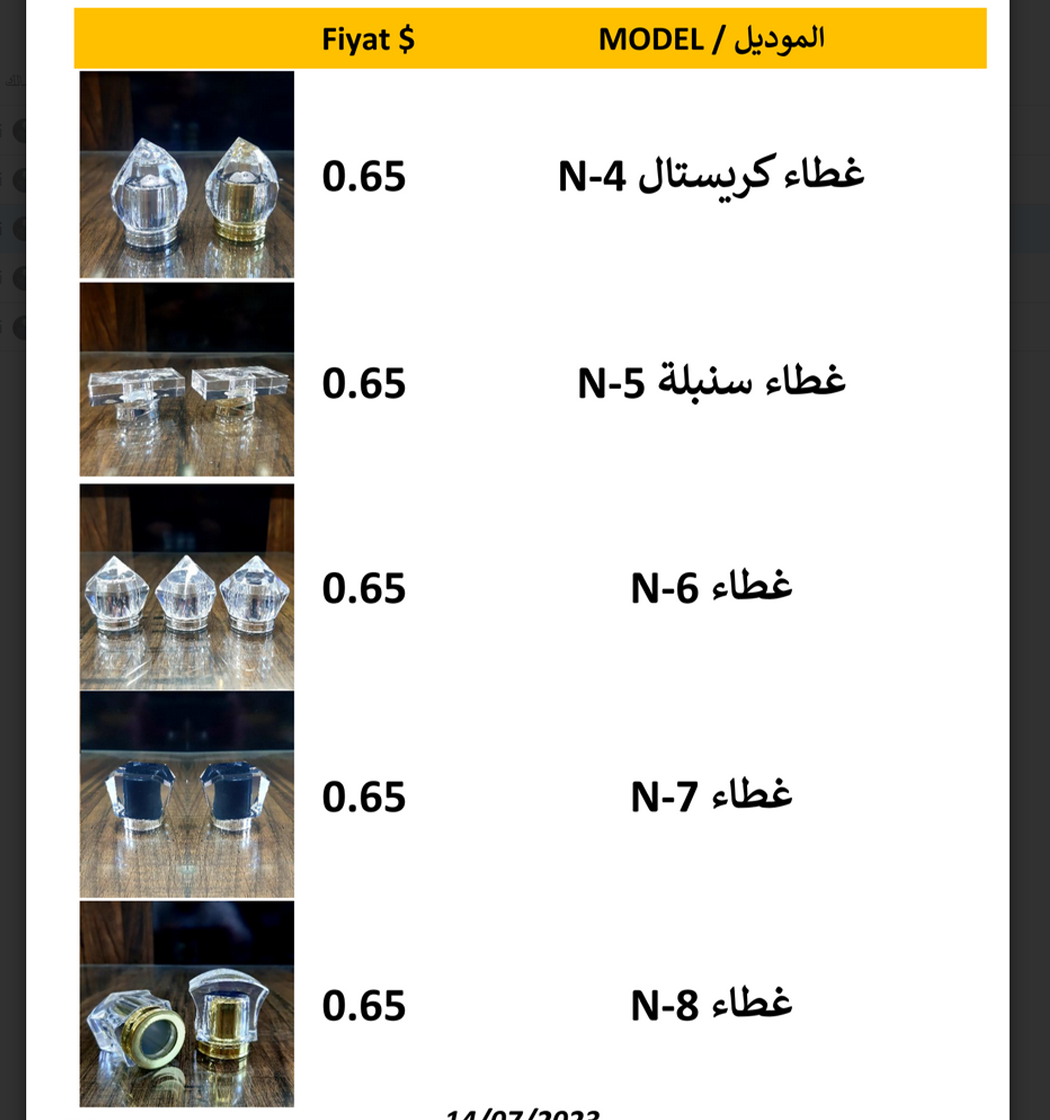 Fiyat $ الموديل / MODEL
0.65 غطاء كريستال N-4
0.65 غطاء سنبلة N-5
0.65 غطاء N-6
0.65 غطاء N-7
0.65 غطاء N-8
14/07/2023